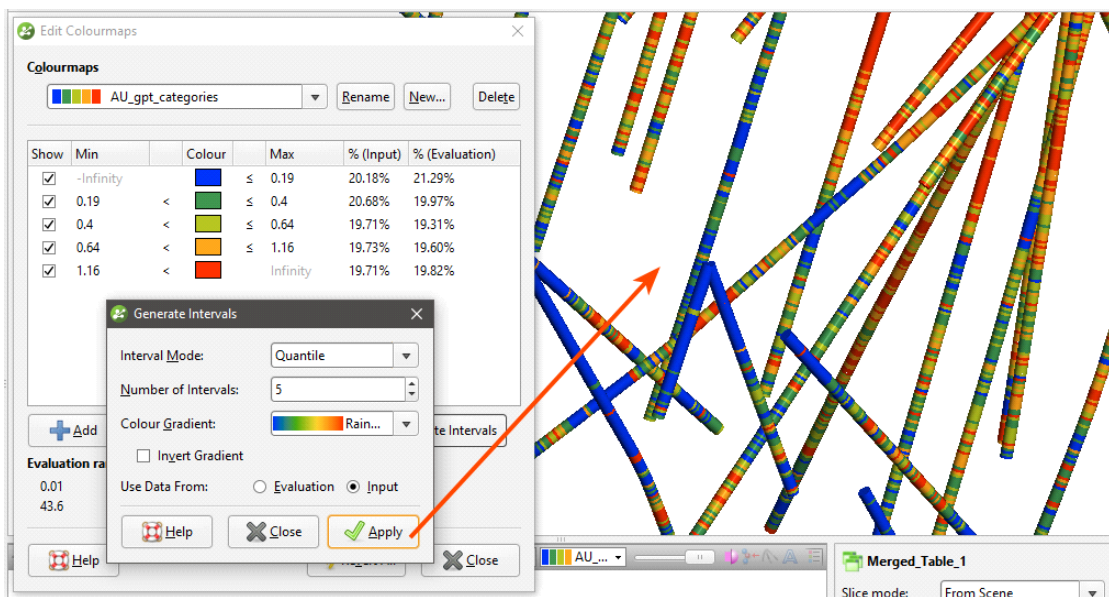 Edit Colourmaps
Colourmaps
AU_gpt_categories
Rename
New...
Delete
Show Min Colour Max % (Input) % (Evaluation)
-Infinity ≤ 0.19 20.18% 21.29%
0.19 < ≤ 0.4 20.68% 19.97%
0.4 < ≤ 0.64 19.71% 19.31%
0.64 < ≤ 1.16 19.73% 19.60%
1.16 < Infinity 19.71% 19.82%
Generate Intervals
Interval Mode: Quantile
Number of Intervals: 5
Colour Gradient: Rain...
Invert Gradient
Use Data From: Evaluation Input
Help
Close
Apply
Add
te Intervals
Evaluation ra
0.01
43.6
Help
Close
AU_...
Merged_Table_1
Slice mode: From Scene